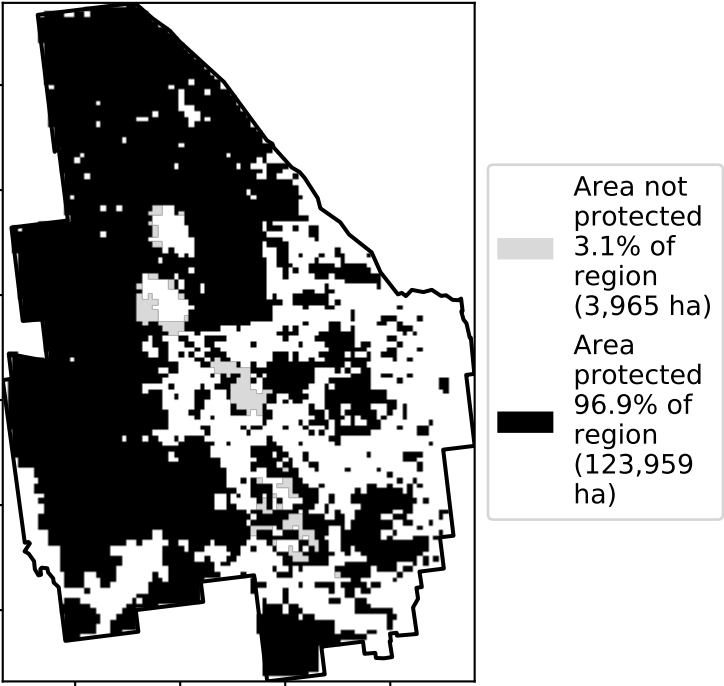 Area not
protected
3.1% of
region
(3,965 ha)
Area
protected
96.9% of
region
(123,959
ha)